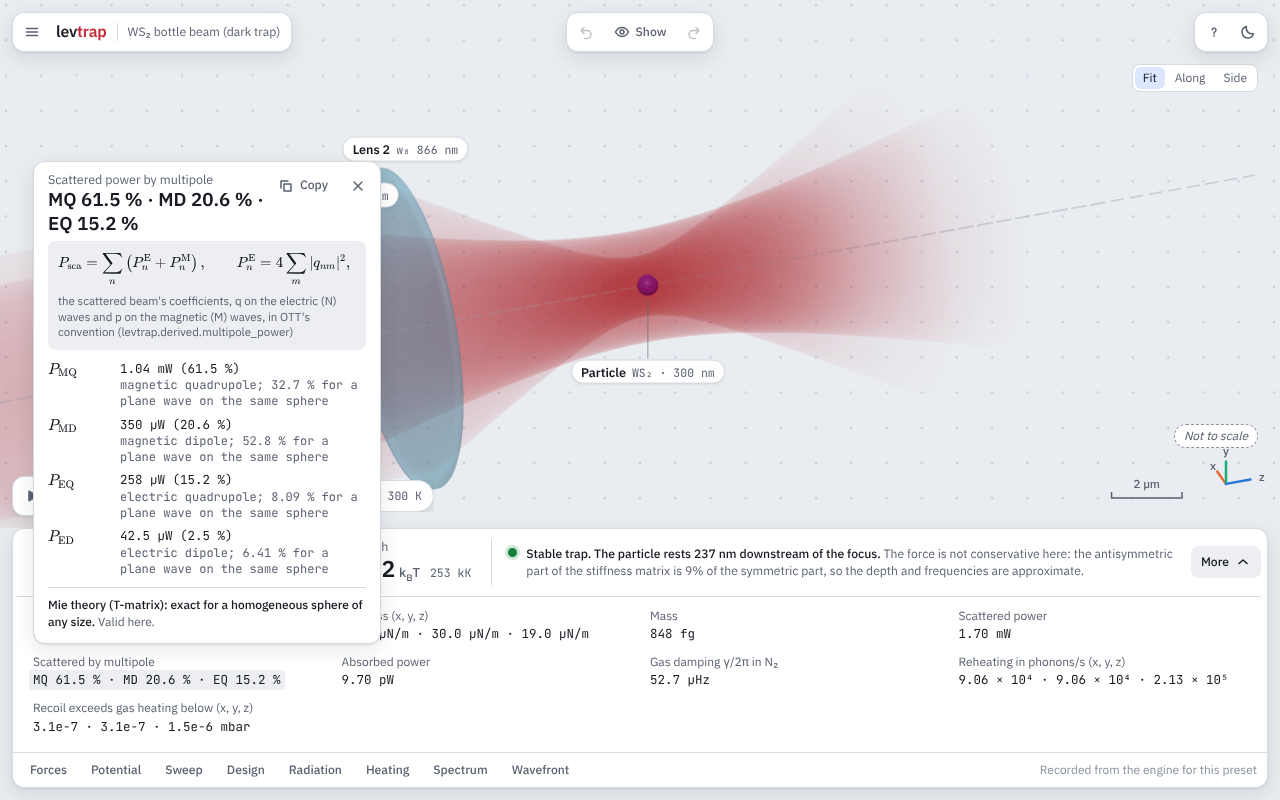 levtrap WS₂ bottle beam (dark trap)
Show
?
Fit Along Side
Lens 2 w₀ 866 nm
Scattered power by multipole
Copy
MQ 61.5 % · MD 20.6 % ·
EQ 15.2 %
P_sca = ∑_n (P_n^E + P_n^M), P_n^E = 4 ∑_m |q_nm|²,
the scattered beam's coefficients, q on the electric (N)
waves and p on the magnetic (M) waves, in OTT's
convention (levtrap.derived.multipole_power)
P_MQ 1.04 mW (61.5 %)
magnetic quadrupole; 32.7 % for a
plane wave on the same sphere
P_MD 350 µW (20.6 %)
magnetic dipole; 52.8 % for a
plane wave on the same sphere
P_EQ 258 µW (15.2 %)
electric quadrupole; 8.09 % for a
plane wave on the same sphere
P_ED 42.5 µW (2.5 %)
electric dipole; 6.41 % for a
plane wave on the same sphere
Mie theory (T-matrix): exact for a homogeneous sphere of
any size. Valid here.
Particle WS₂ · 300 nm
Not to scale
y
x
z
2 µm
300 K
2 k_BT 253 kK
Stable trap. The particle rests 237 nm downstream of the focus. The force is not conservative here: the antisymmetric
part of the stiffness matrix is 9% of the symmetric part, so the depth and frequencies are approximate.
More
(x, y, z)
µN/m · 30.0 µN/m · 19.0 µN/m
Mass
848 fg
Scattered power
1.70 mW
Scattered by multipole
MQ 61.5 % · MD 20.6 % · EQ 15.2 %
Absorbed power
9.70 pW
Gas damping γ/2π in N₂
52.7 µHz
Reheating in phonons/s (x, y, z)
9.06 × 10⁴ · 9.06 × 10⁴ · 2.13 × 10⁵
Recoil exceeds gas heating below (x, y, z)
3.1e-7 · 3.1e-7 · 1.5e-6 mbar
Forces Potential Sweep Design Radiation Heating Spectrum Wavefront
Recorded from the engine for this preset